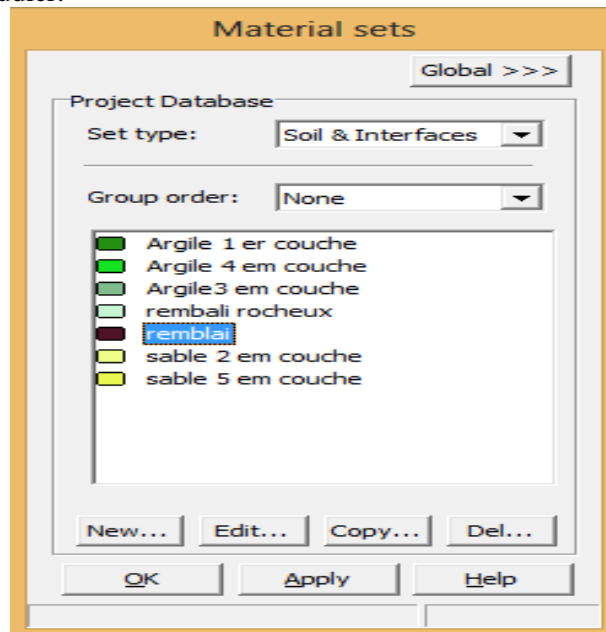 Material sets
Global >>>
Project Database
Set type: Soil & Interfaces
Group order: None
Argile 1 er couche
Argile 4 em couche
Argile3 em couche
rembali rocheux
remblai
sable 2 em couche
sable 5 em couche
New... Edit... Copy... Del...
OK Apply Help